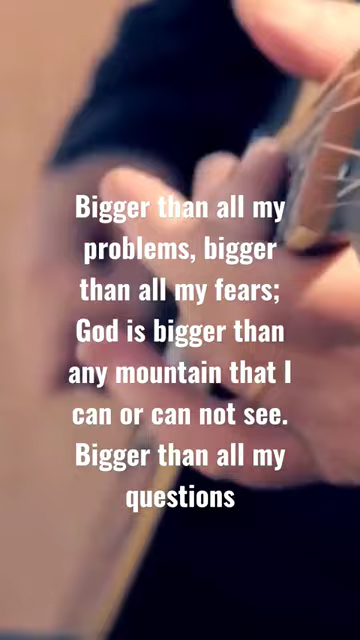 Bigger than all my
problems, bigger
than all my fears;
God is bigger than
any mountain that I
can or can not see.
Bigger than all my
questions